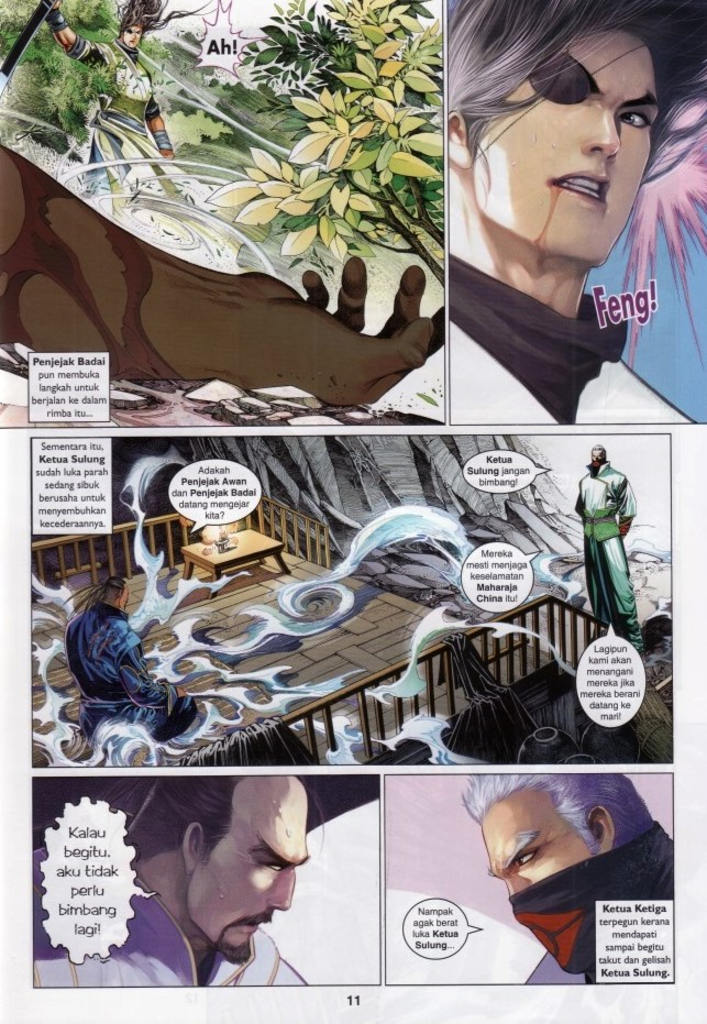 Ah!
Feng!
Penjejak Badai
pun membuka
langkah untuk
berjalan ke dalam
rimba itu...
Sementara itu,
Ketua Sulung
sudah luka parah
sedang sibuk
berusaha untuk
menyembuhkan
kecederaannya.
Adakah
Penjejak Awan
dan Penjejak Badai
datang mengejar
kita?
Ketua
Sulung jangan
bimbang!
Mereka
mesti menjaga
keselamatan
Maharaja
China itu!
Lagipun
kami akan
menangani
mereka jika
mereka berani
datang ke
mari!
Kalau
begitu,
aku tidak
perlu
bimbang
lagi!
Nampak
agak berat
luka Ketua
Sulung...
Ketua Ketiga
terpegun kerana
mendapati
sampai begitu
takut dan gelisah
Ketua Sulung.
11